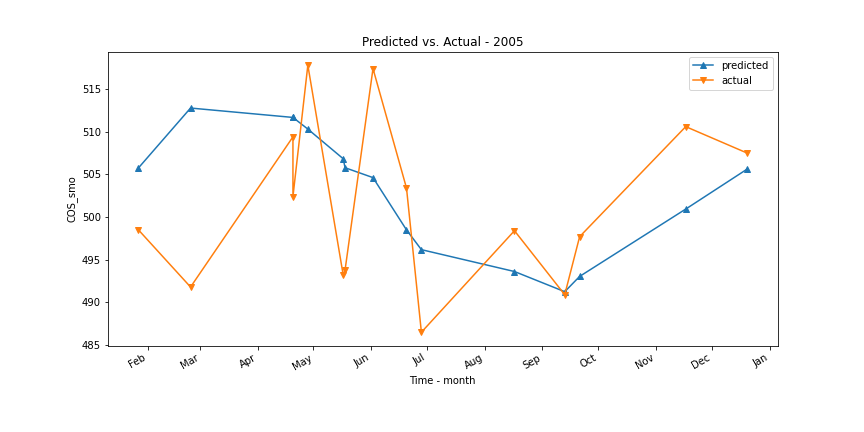 Predicted vs. Actual - 2005
predicted
actual
COS_smo
515
510
505
500
495
490
485
Feb
Mar
Apr
May
Jun
Jul
Aug
Sep
Oct
Nov
Dec
Jan
Time - month